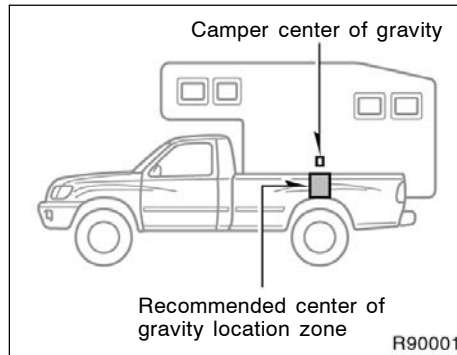 Camper center of gravity
Recommended center of
gravity location zone
R90001